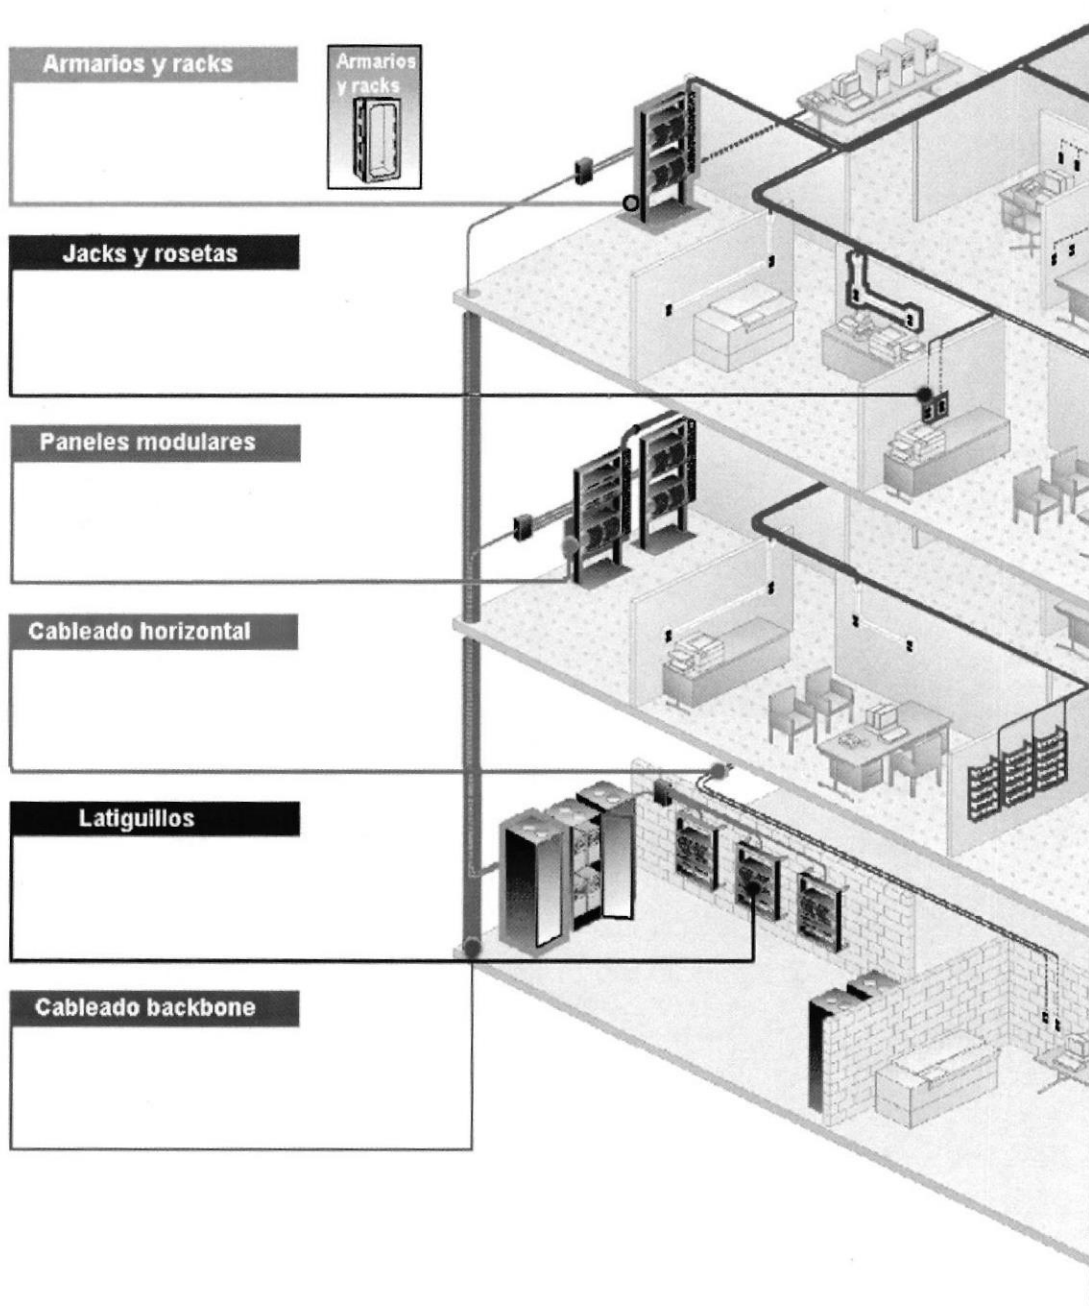 Armarios y racks
Armarios
y racks
Jacks y rosetas
Paneles modulares
Cableado horizontal
Latiguillos
Cableado backbone